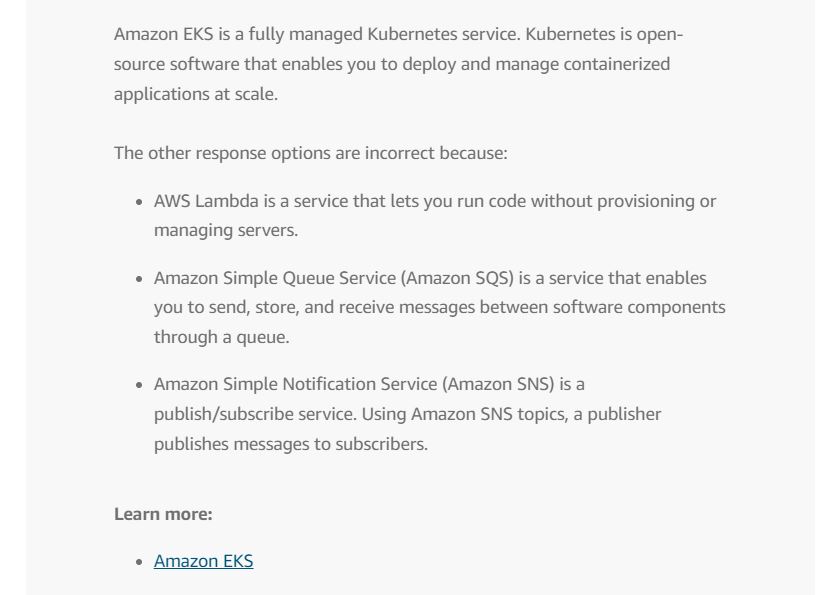 Amazon EKS is a fully managed Kubernetes service. Kubernetes is open-
source software that enables you to deploy and manage containerized
applications at scale.
The other response options are incorrect because:
• AWS Lambda is a service that lets you run code without provisioning or
managing servers.
• Amazon Simple Queue Service (Amazon SQS) is a service that enables
you to send, store, and receive messages between software components
through a queue.
• Amazon Simple Notification Service (Amazon SNS) is a
publish/subscribe service. Using Amazon SNS topics, a publisher
publishes messages to subscribers.
Learn more:
• Amazon EKS